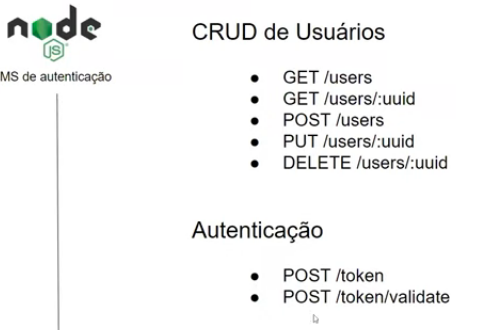 node
JS
MS de autenticação
CRUD de Usuários
● GET /users
● GET /users/:uuid
● POST /users
● PUT /users/:uuid
● DELETE /users/:uuid
Autenticação
● POST /token
● POST /token/validate